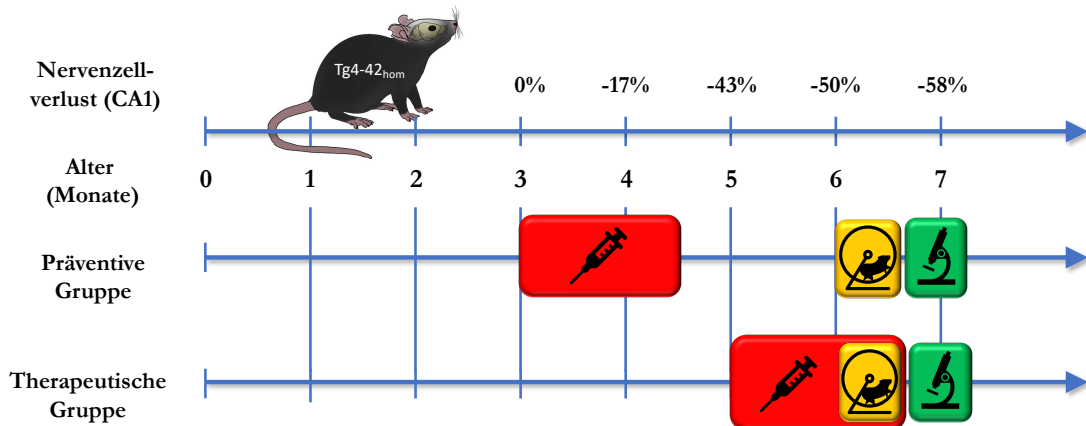 Tg4-42hom
Nervenzell-
verlust (CA1)
0% -17% -43% -50% -58%
Alter
(Monate)
0 1 2 3 4 5 6 7
Präventive
Gruppe
Therapeutische
Gruppe